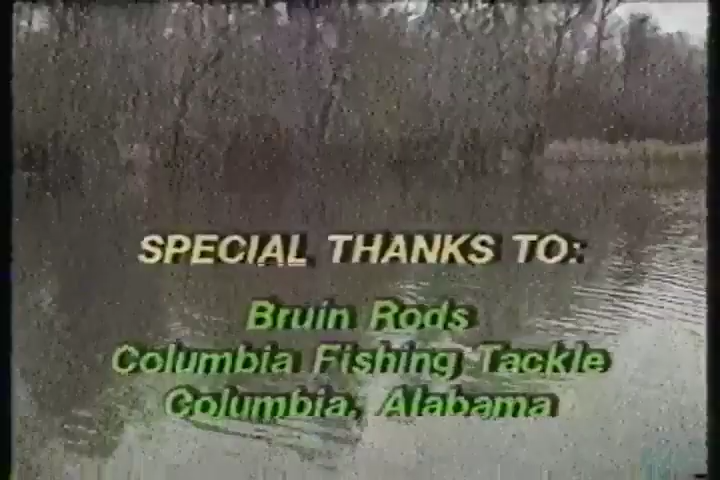 SPECIAL THANKS TO:
Bruin Rods
Columbia Fishing Tackle
Columbia, Alabama